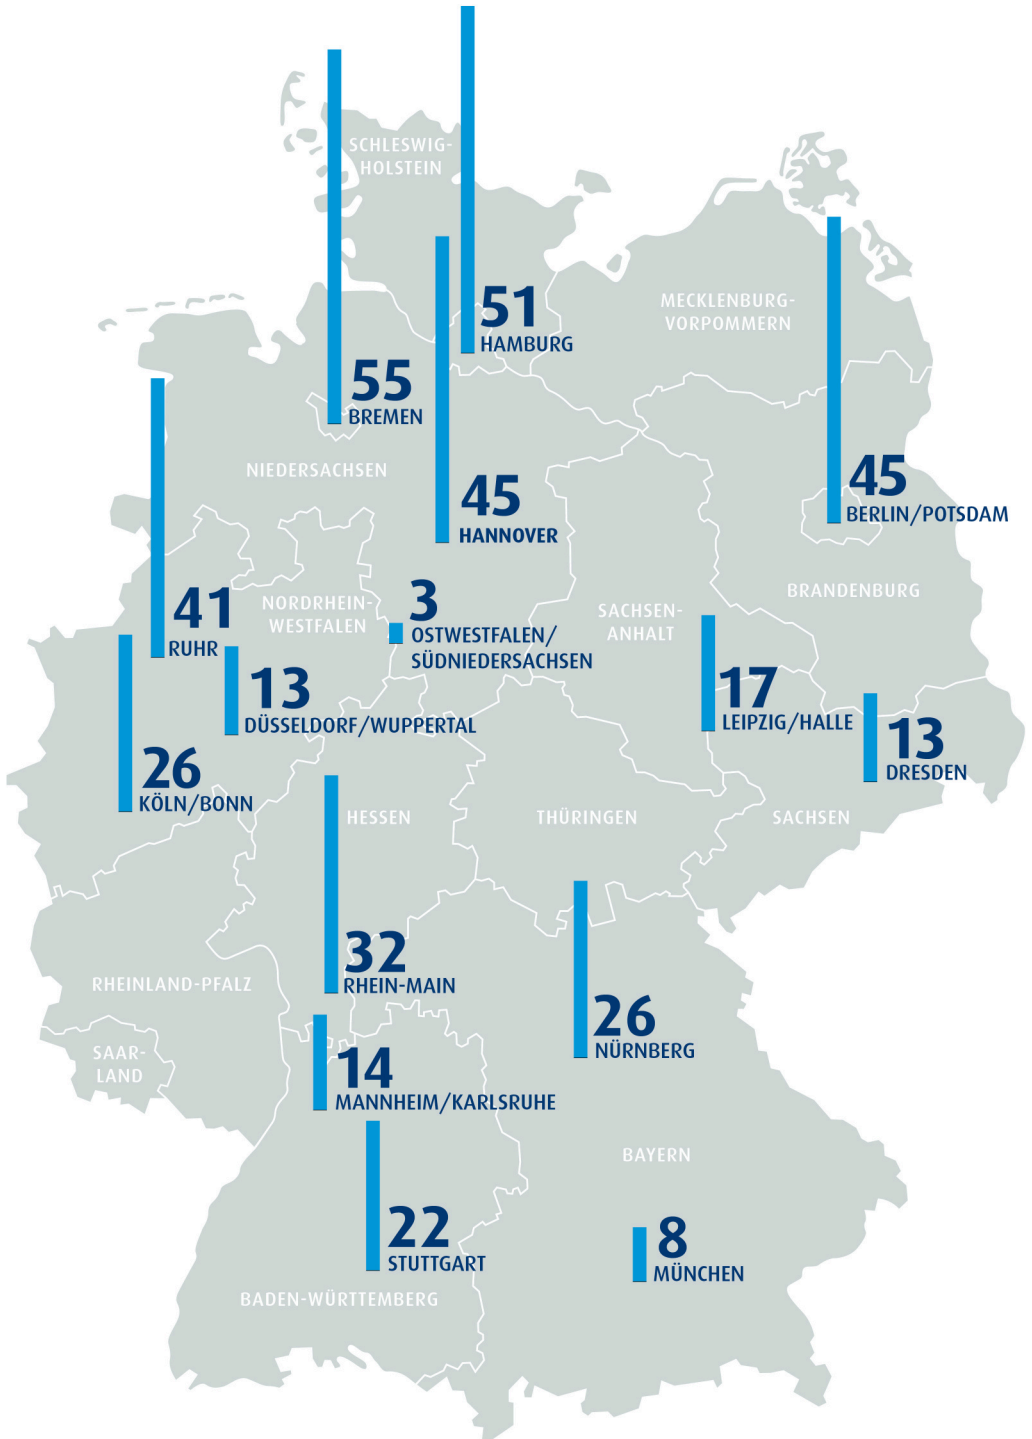 SCHLESWIG-
HOLSTEIN
51
HAMBURG
MECKLENBURG-
VORPOMMERN
55
BREMEN
NIEDERSACHSEN
45
HANNOVER
45
BERLIN/POTSDAM
41
RUHR
NORDRHEIN-
WESTFALEN
3
OSTWESTFALEN/
SÜDNIEDERSACHSEN
SACHSEN-
ANHALT
BRANDENBURG
13
DÜSSELDORF/WUPPERTAL
17
LEIPZIG/HALLE
13
DRESDEN
26
KÖLN/BONN
HESSEN
THÜRINGEN
SACHSEN
32
RHEIN-MAIN
RHEINLAND-PFALZ
26
NÜRNBERG
SAAR-
LAND
14
MANNHEIM/KARLSRUHE
BAYERN
22
STUTTGART
8
MÜNCHEN
BADEN-WÜRTTEMBERG